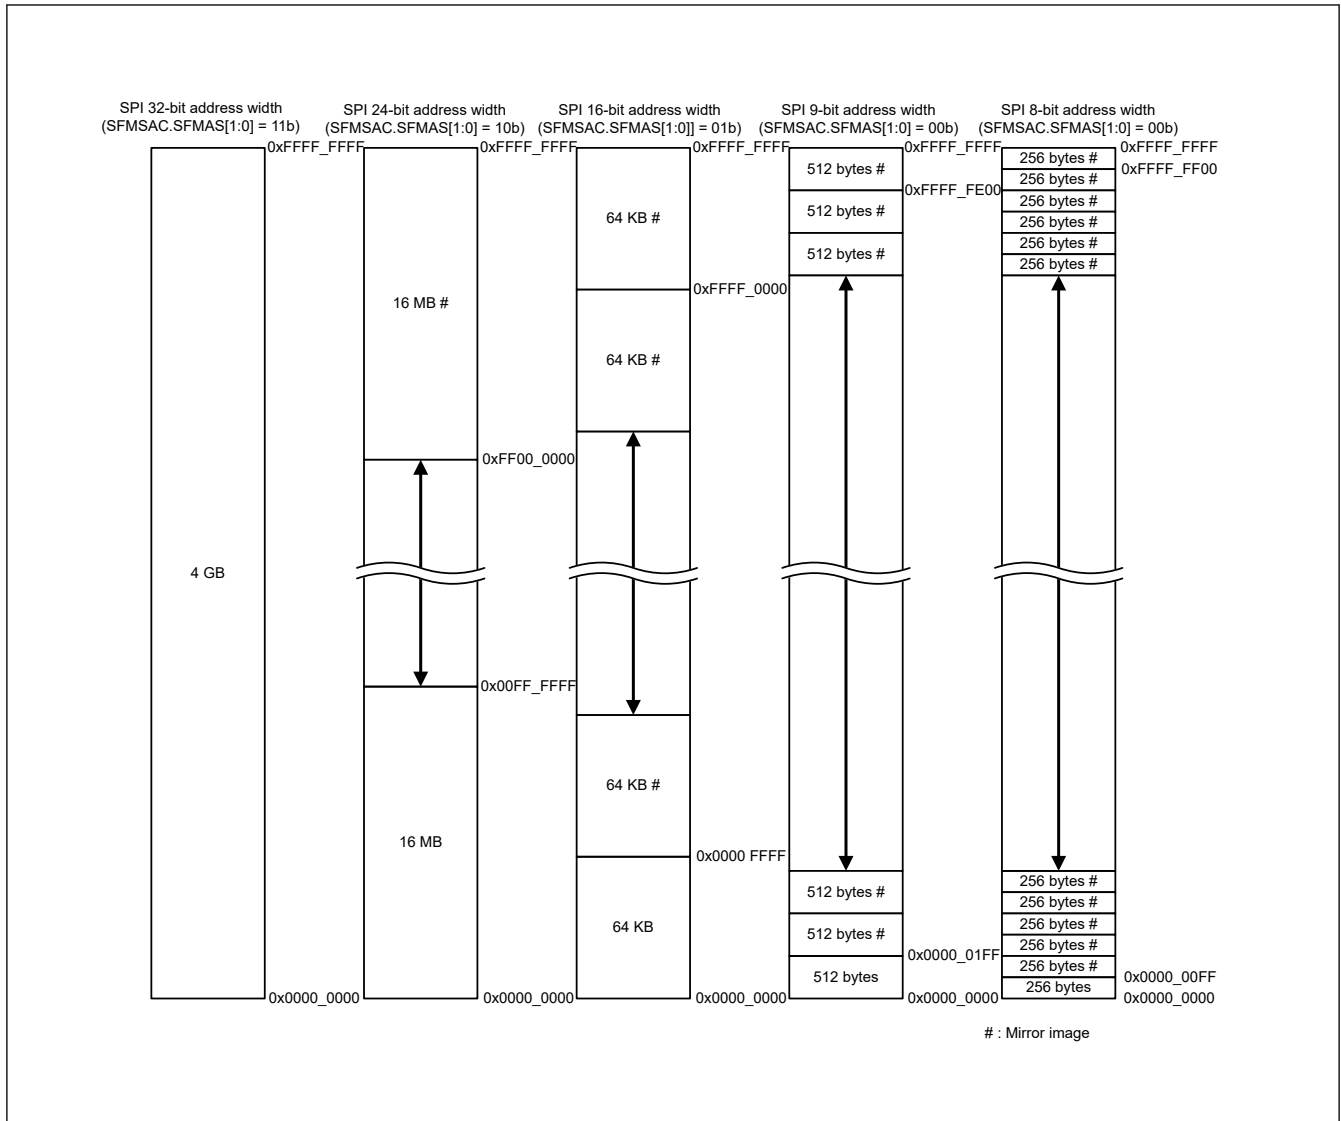 SPI 32-bit address width
(SFMSAC.SFMAS[1:0] = 11b)
0xFFFF_FFFF
4 GB
0x0000_0000
SPI 24-bit address width
(SFMSAC.SFMAS[1:0] = 10b)
0xFFFF_FFFF
16 MB #
0xFF00_0000
0x00FF_FFFF
16 MB
0x0000_0000
SPI 16-bit address width
(SFMSAC.SFMAS[1:0]] = 01b)
0xFFFF_FFFF
64 KB #
0xFFFF_0000
64 KB #
64 KB #
0x0000 FFFF
64 KB
0x0000_0000
SPI 9-bit address width
(SFMSAC.SFMAS[1:0] = 00b)
0xFFFF_FFFF
512 bytes #
0xFFFF_FE00
512 bytes #
512 bytes #
512 bytes #
512 bytes #
0x0000_01FF
512 bytes
0x0000_0000
SPI 8-bit address width
(SFMSAC.SFMAS[1:0] = 00b)
0xFFFF_FFFF
256 bytes #
0xFFFF_FF00
256 bytes #
256 bytes #
256 bytes #
256 bytes #
256 bytes #
256 bytes #
256 bytes #
256 bytes #
256 bytes #
256 bytes #
0x0000_00FF
256 bytes
0x0000_0000
# : Mirror image